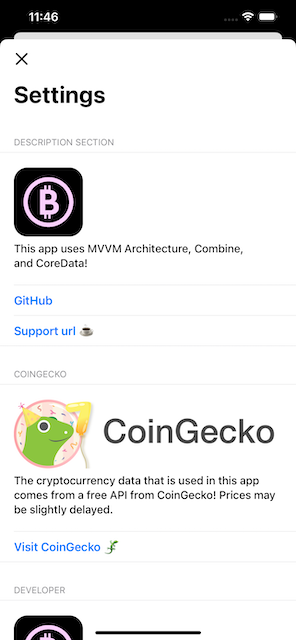 11:46
Settings
DESCRIPTION SECTION
This app uses MVVM Architecture, Combine,
and CoreData!
GitHub
Support url ☕
COINGECKO
CoinGecko
The cryptocurrency data that is used in this app
comes from a free API from CoinGecko! Prices may
be slightly delayed.
Visit CoinGecko 🦎
DEVELOPER